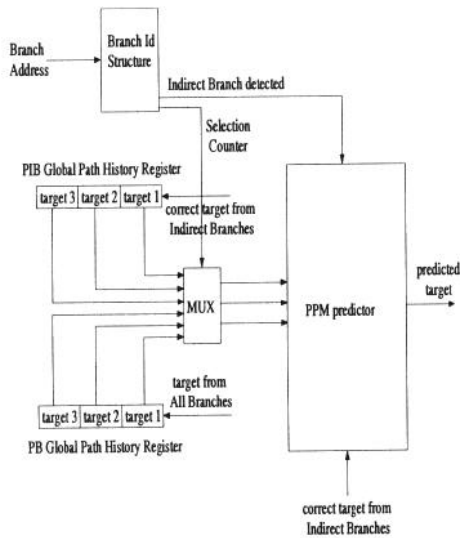 Branch Id
Structure
Branch
Address
Indirect Branch detected
Selection
Counter
PIB Global Path History Register
target 3 target 2 target 1
correct target from
Indirect Branches
MUX
PPM predictor
predicted
target
target from
All Branches
target 3 target 2 target 1
PB Global Path History Register
correct target from
Indirect Branches